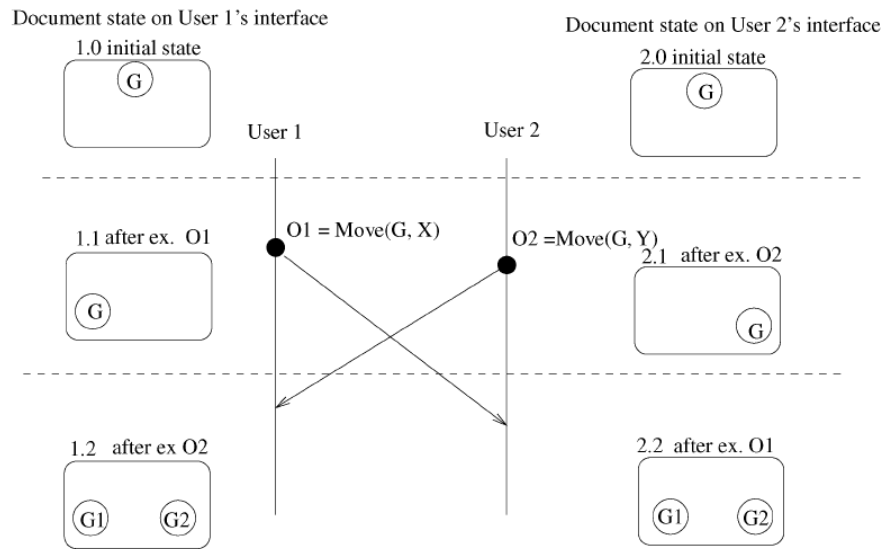 Document state on User 1's interface
Document state on User 2's interface
1.0 initial state
2.0 initial state
G
G
User 1
User 2
O1 = Move(G, X)
O2 =Move(G, Y)
1.1 after ex. O1
2.1 after ex. O2
G
G
1.2 after ex O2
2.2 after ex. O1
G1 G2
G1 G2